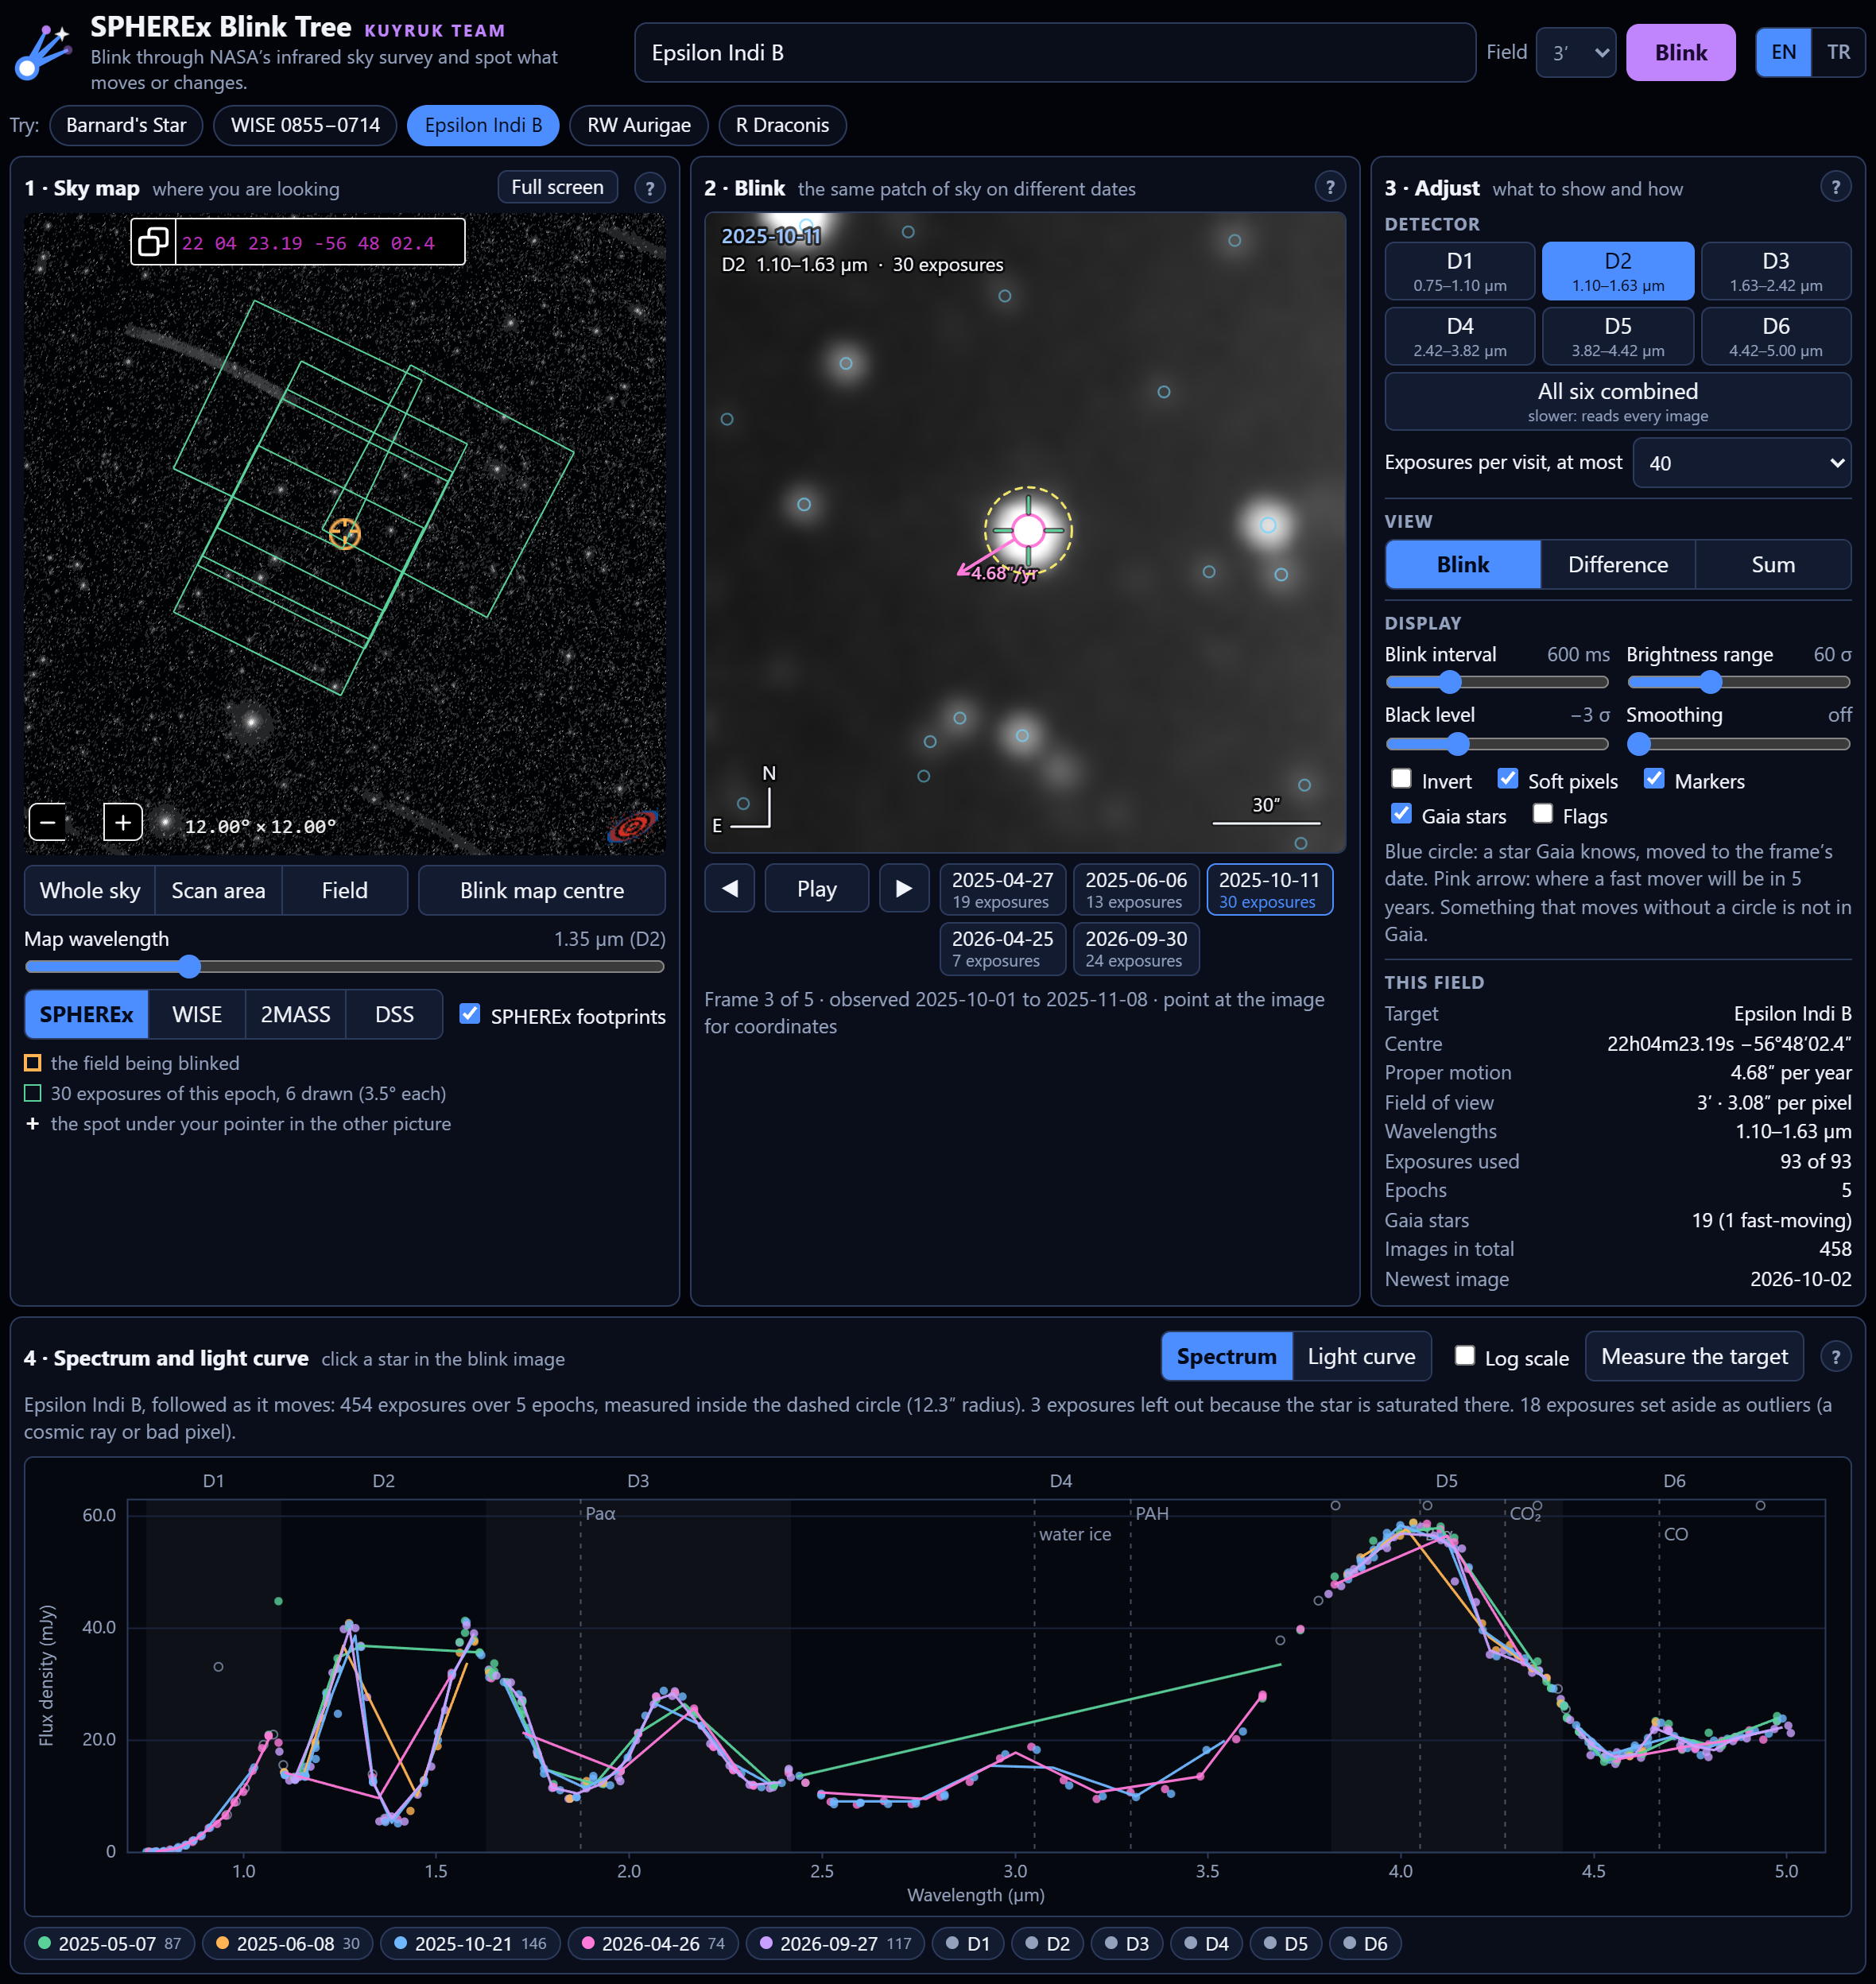 SPHEREx Blink Tree KUYRUK TEAM
Blink through NASA's infrared sky survey and spot what
moves or changes.
Epsilon Indi B
Field 3′ Blink EN TR
Try: Barnard's Star WISE 0855−0714 Epsilon Indi B RW Aurigae R Draconis
1 · Sky map where you are looking Full screen ?
22 04 23.19 -56 48 02.4
− + 12.00° × 12.00°
Whole sky Scan area Field Blink map centre
Map wavelength 1.35 µm (D2)
SPHEREx WISE 2MASS DSS SPHEREx footprints
the field being blinked
30 exposures of this epoch, 6 drawn (3.5° each)
the spot under your pointer in the other picture
2 · Blink the same patch of sky on different dates ?
2025-10-11
D2 1.10–1.63 µm · 30 exposures
4.68″/yr
N
E
30″
◀ Play ▶
2025-04-27 2025-06-06 2025-10-11
19 exposures 13 exposures 30 exposures
2026-04-25 2026-09-30
7 exposures 24 exposures
Frame 3 of 5 · observed 2025-10-01 to 2025-11-08 · point at the image
for coordinates
3 · Adjust what to show and how ?
DETECTOR
D1 D2 D3
0.75–1.10 µm 1.10–1.63 µm 1.63–2.42 µm
D4 D5 D6
2.42–3.82 µm 3.82–4.42 µm 4.42–5.00 µm
All six combined
slower: reads every image
Exposures per visit, at most 40
VIEW
Blink Difference Sum
DISPLAY
Blink interval 600 ms Brightness range 60 σ
Black level −3 σ Smoothing off
Invert Soft pixels Markers
Gaia stars Flags
Blue circle: a star Gaia knows, moved to the frame's
date. Pink arrow: where a fast mover will be in 5
years. Something that moves without a circle is not in
Gaia.
THIS FIELD
Target Epsilon Indi B
Centre 22h04m23.19s −56°48′02.4″
Proper motion 4.68″ per year
Field of view 3′ · 3.08″ per pixel
Wavelengths 1.10–1.63 µm
Exposures used 93 of 93
Epochs 5
Gaia stars 19 (1 fast-moving)
Images in total 458
Newest image 2026-10-02
4 · Spectrum and light curve click a star in the blink image
Spectrum Light curve Log scale Measure the target ?
Epsilon Indi B, followed as it moves: 454 exposures over 5 epochs, measured inside the dashed circle (12.3″ radius). 3 exposures left out because the star is saturated there. 18 exposures set aside as outliers (a
cosmic ray or bad pixel).
D1 D2 D3 D4 D5 D6
60.0
Paα PAH CO₂
water ice CO
40.0
20.0
0
Flux density (mJy)
1.0 1.5 2.0 2.5 3.0 3.5 4.0 4.5 5.0
Wavelength (µm)
2025-05-07 87 2025-06-08 30 2025-10-21 146 2026-04-26 74 2026-09-27 117 D1 D2 D3 D4 D5 D6